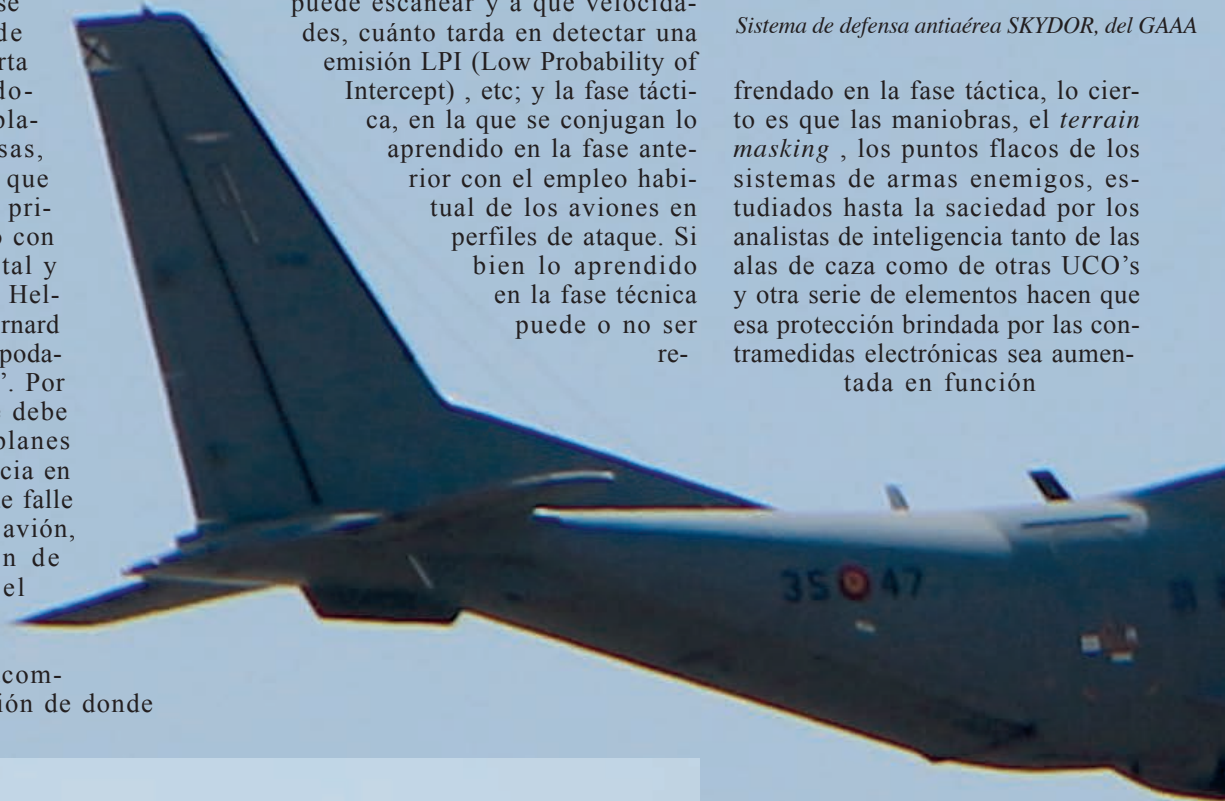 se
de
rta
do-
pla-
sas,
que
pri-
o con
tal y
Hel-
rnard
poda-
”. Por
debe
planes
cia en
e falle
avión,
n de
el
com-
ión de donde
puede escanear y a qué velocida-
des, cuánto tarda en detectar una
emisión LPI (Low Probability of
Intercept) , etc; y la fase tácti-
ca, en la que se conjugan lo
aprendido en la fase ante-
rior con el empleo habi-
tual de los aviones en
perfiles de ataque. Si
bien lo aprendido
en la fase técnica
puede o no ser
re-
Sistema de defensa antiaérea SKYDOR, del GAAA
frendado en la fase táctica, lo cier-
to es que las maniobras, el terrain
masking , los puntos flacos de los
sistemas de armas enemigos, es-
tudiados hasta la saciedad por los
analistas de inteligencia tanto de las
alas de caza como de otras UCO’s
y otra serie de elementos hacen que
esa protección brindada por las con-
tramedidas electrónicas sea aumen-
tada en función
35 47